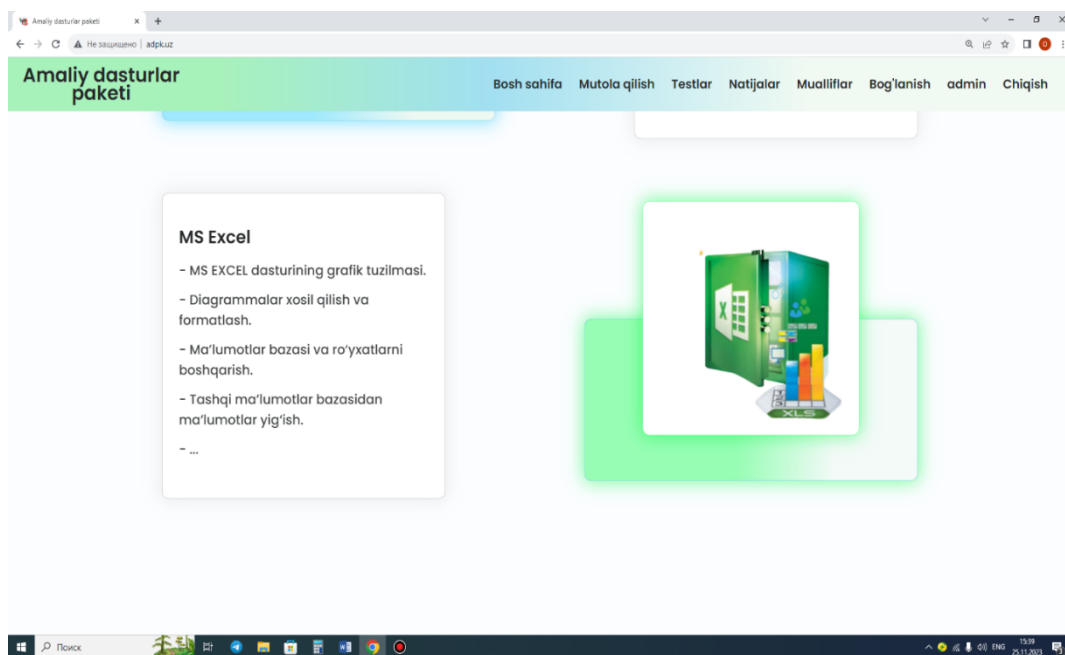 Amaliy dasturlar paketi
Не защищено | adpk.uz
Amaliy dasturlar
paketi
Bosh sahifa Mutola qilish Testlar Natijalar Mualliflar Bog'lanish admin Chiqish
MS Excel
- MS EXCEL dasturining grafik tuzilmasi.
- Diagrammalar xosil qilish va
formatlash.
- Ma'lumotlar bazasi va ro'yxatlarni
boshqarish.
- Tashqi ma'lumotlar bazasidan
ma'lumotlar yig'ish.
- ...
X
XLS
Поиск
ENG
15:39
25.11.2023